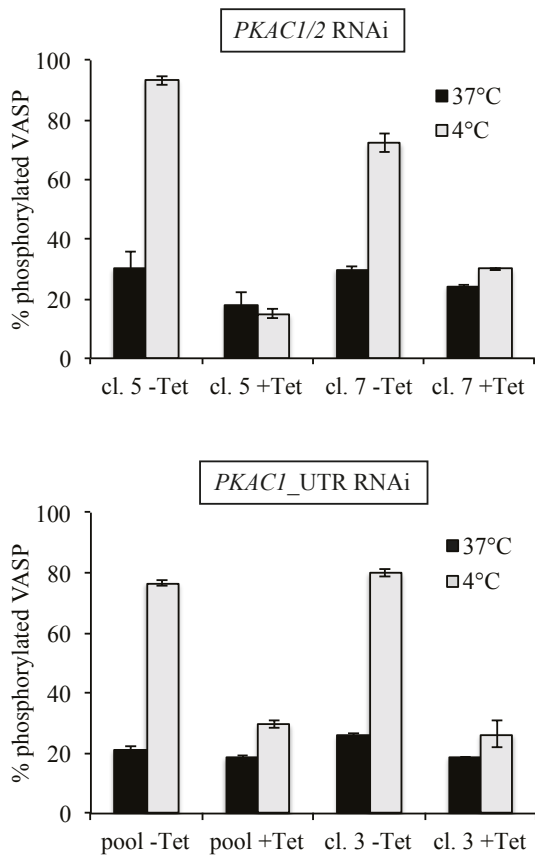 PKAC1/2 RNAi
100
80
60
40
20
0
% phosphorylated VASP
37°C
4°C
cl. 5 -Tet cl. 5 +Tet cl. 7 -Tet cl. 7 +Tet
PKAC1_UTR RNAi
100
80
60
40
20
0
% phosphorylated VASP
37°C
4°C
pool -Tet pool +Tet cl. 3 -Tet cl. 3 +Tet